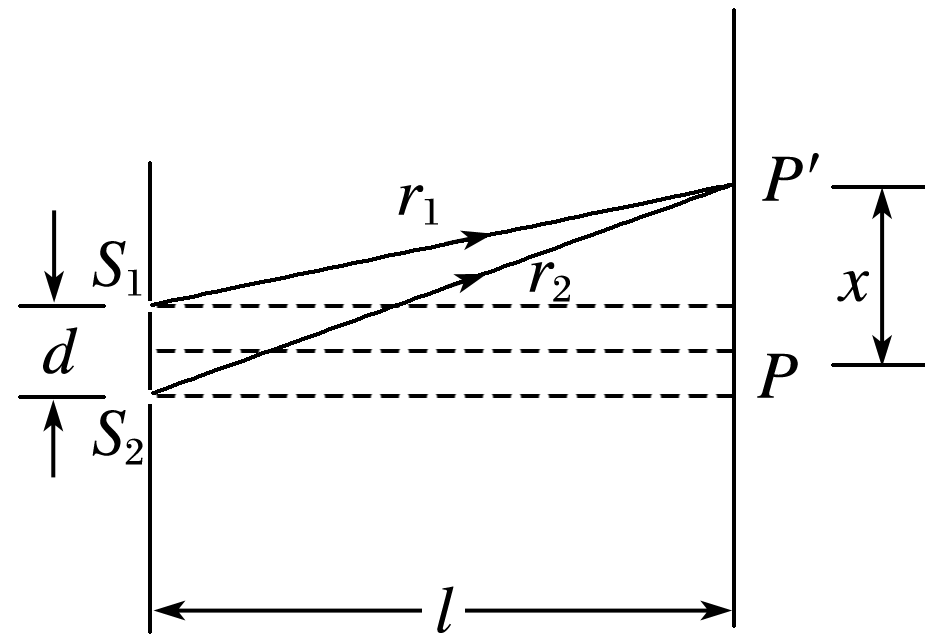 P′
r₁
S₁
r₂
x
d
P
S₂
l